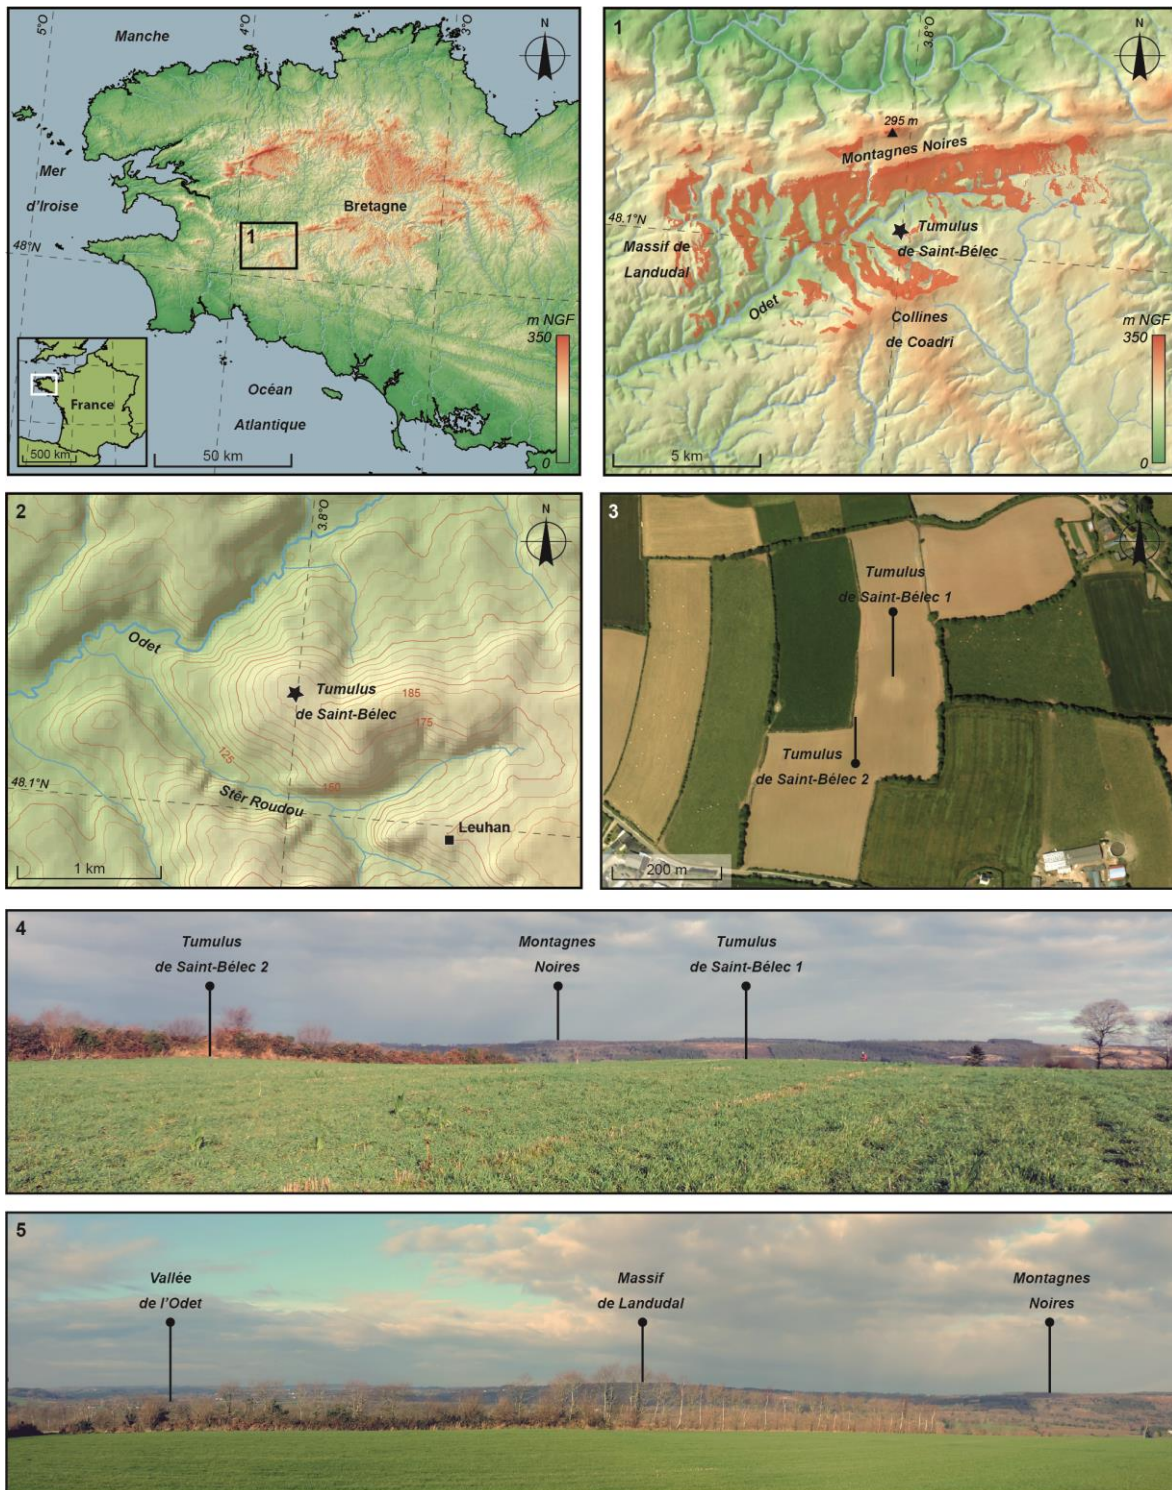 5°O
4°O
3°O
N
Manche
Mer
d'Iroise
48°N
Bretagne
1
m NGF
350
0
Océan
Atlantique
France
500 km
50 km
1
3.8°O
N
295 m
Montagnes Noires
48.1°N
Massif de
Landudal
Tumulus
de Saint-Bélec
Odet
Collines
de Coadri
m NGF
350
0
5 km
2
3.8°O
N
Odet
Tumulus
de Saint-Bélec
185
175
125
150
48.1°N
Stêr Roudou
Leuhan
1 km
3
N
Tumulus
de Saint-Bélec 1
Tumulus
de Saint-Bélec 2
200 m
4
Tumulus
de Saint-Bélec 2
Montagnes
Noires
Tumulus
de Saint-Bélec 1
5
Vallée
de l'Odet
Massif
de Landudal
Montagnes
Noires